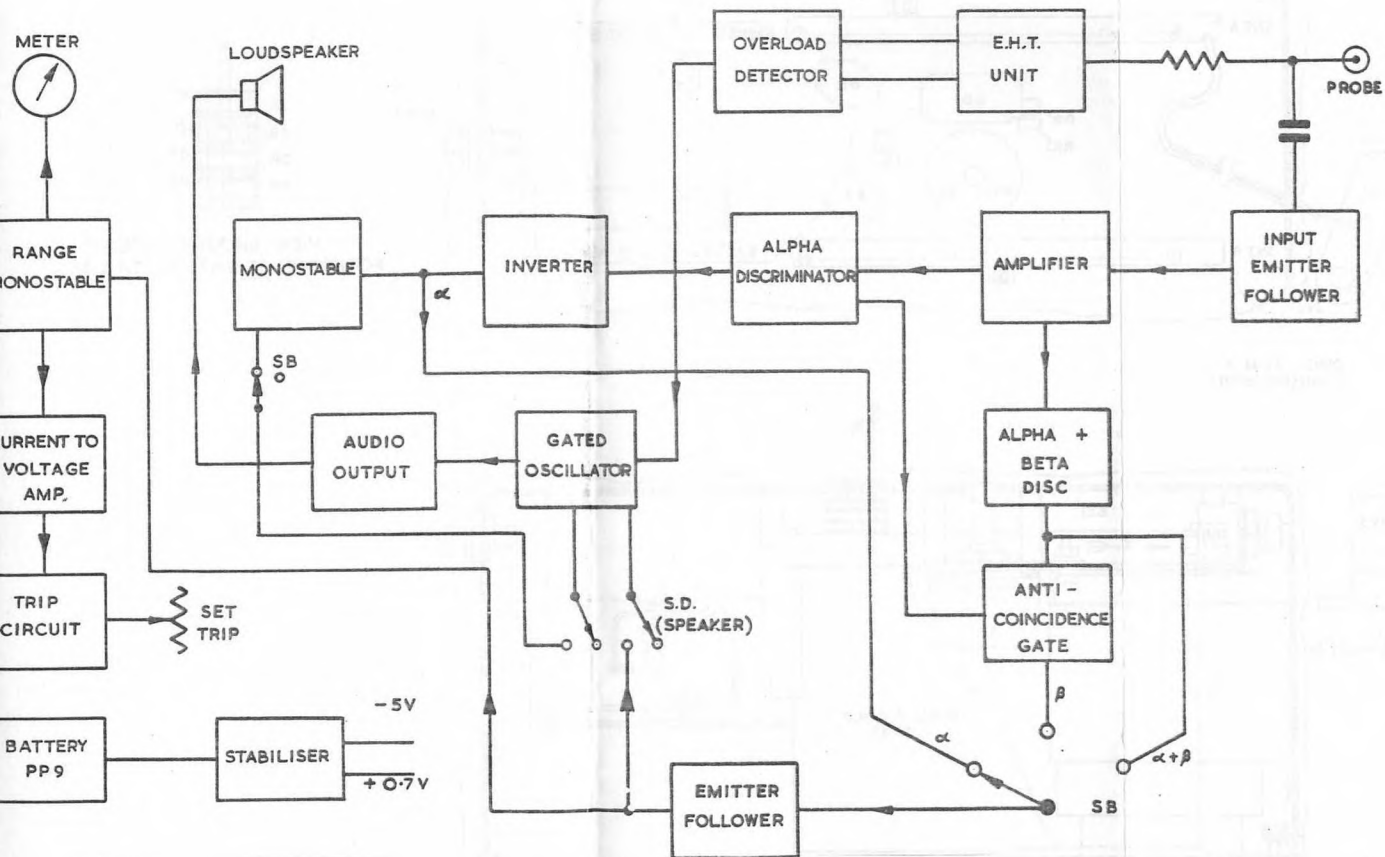 METER
LOUDSPEAKER
OVERLOAD
DETECTOR
E.H.T.
UNIT
PROBE
RANGE
MONOSTABLE
MONOSTABLE
α
INVERTER
ALPHA
DISCRIMINATOR
AMPLIFIER
INPUT
EMITTER
FOLLOWER
SB
CURRENT TO
VOLTAGE
AMP.
AUDIO
OUTPUT
GATED
OSCILLATOR
ALPHA +
BETA
DISC
TRIP
CIRCUIT
SET
TRIP
S.D.
(SPEAKER)
ANTI-
COINCIDENCE
GATE
β
α
α+β
BATTERY
PP9
STABILISER
-5V
+0.7V
EMITTER
FOLLOWER
SB